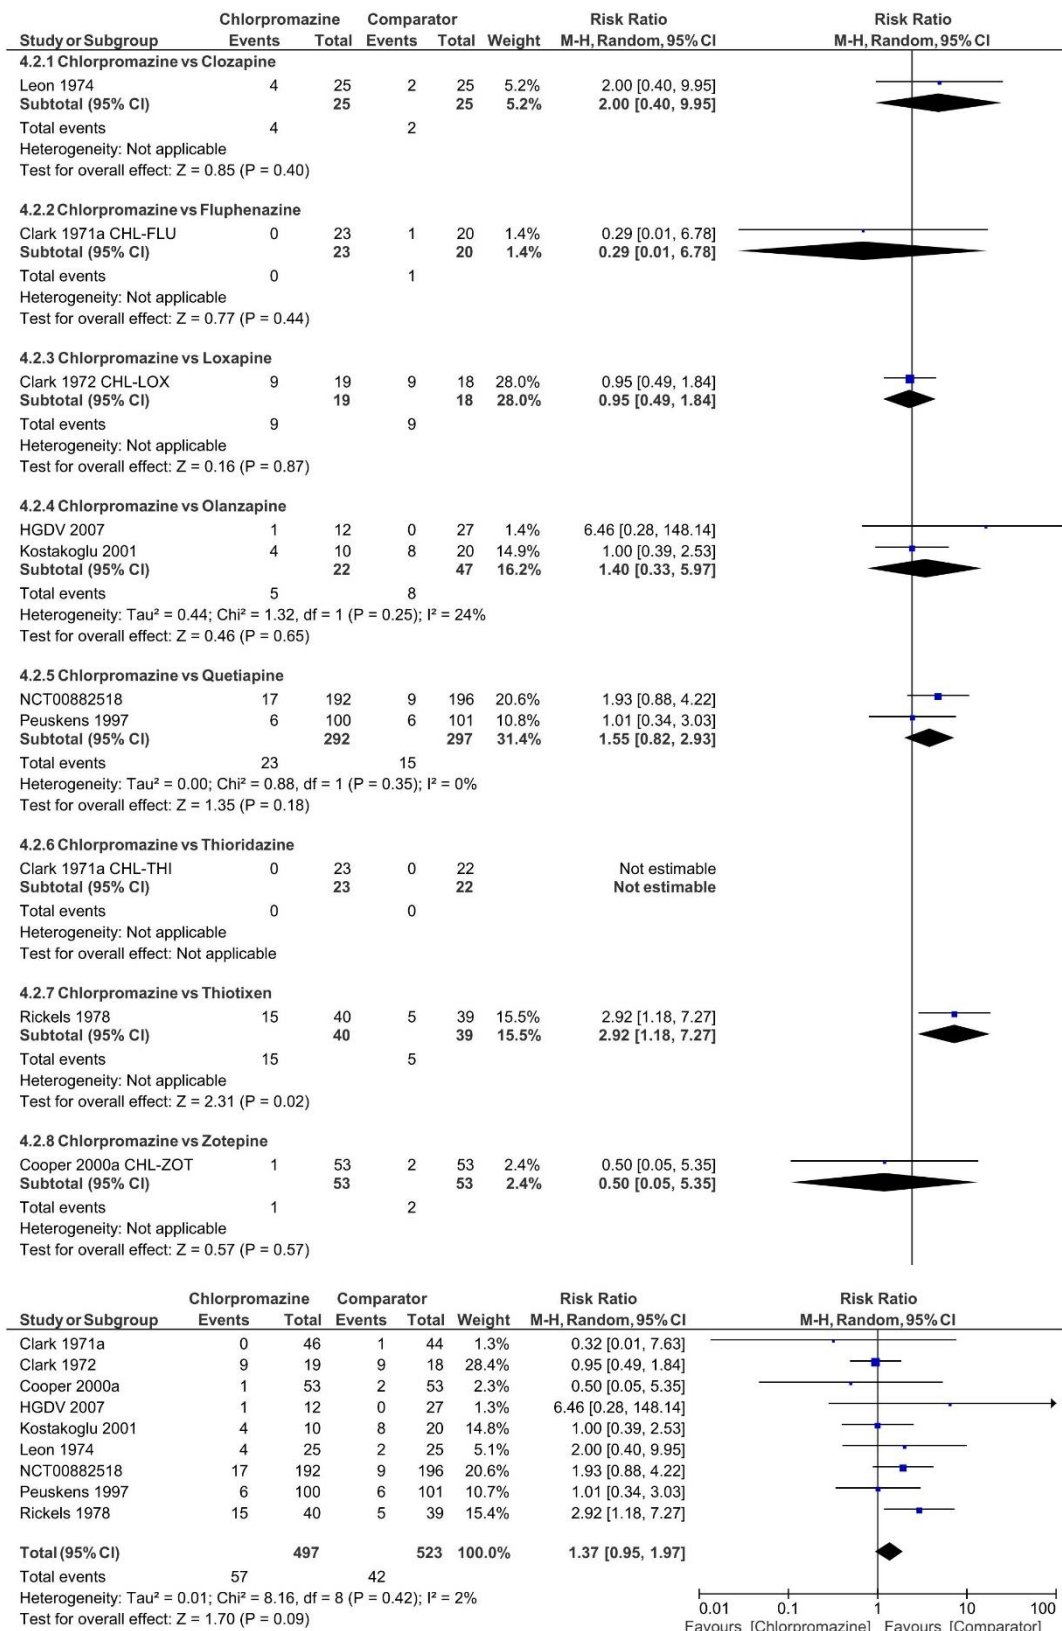 Chlorpromazine Comparator Risk Ratio Risk Ratio
Study or Subgroup Events Total Events Total Weight M-H, Random, 95% CI M-H, Random, 95% CI
4.2.1 Chlorpromazine vs Clozapine
Leon 1974 4 25 2 25 5.2% 2.00 [0.40, 9.95]
Subtotal (95% CI) 25 25 5.2% 2.00 [0.40, 9.95]
Total events 4 2
Heterogeneity: Not applicable
Test for overall effect: Z = 0.85 (P = 0.40)
4.2.2 Chlorpromazine vs Fluphenazine
Clark 1971a CHL-FLU 0 23 1 20 1.4% 0.29 [0.01, 6.78]
Subtotal (95% CI) 23 20 1.4% 0.29 [0.01, 6.78]
Total events 0 1
Heterogeneity: Not applicable
Test for overall effect: Z = 0.77 (P = 0.44)
4.2.3 Chlorpromazine vs Loxapine
Clark 1972 CHL-LOX 9 19 9 18 28.0% 0.95 [0.49, 1.84]
Subtotal (95% CI) 19 18 28.0% 0.95 [0.49, 1.84]
Total events 9 9
Heterogeneity: Not applicable
Test for overall effect: Z = 0.16 (P = 0.87)
4.2.4 Chlorpromazine vs Olanzapine
HGDV 2007 1 12 0 27 1.4% 6.46 [0.28, 148.14]
Kostakoglu 2001 4 10 8 20 14.9% 1.00 [0.39, 2.53]
Subtotal (95% CI) 22 47 16.2% 1.40 [0.33, 5.97]
Total events 5 8
Heterogeneity: Tau² = 0.44; Chi² = 1.32, df = 1 (P = 0.25); I² = 24%
Test for overall effect: Z = 0.46 (P = 0.65)
4.2.5 Chlorpromazine vs Quetiapine
NCT00882518 17 192 9 196 20.6% 1.93 [0.88, 4.22]
Peuskens 1997 6 100 6 101 10.8% 1.01 [0.34, 3.03]
Subtotal (95% CI) 292 297 31.4% 1.55 [0.82, 2.93]
Total events 23 15
Heterogeneity: Tau² = 0.00; Chi² = 0.88, df = 1 (P = 0.35); I² = 0%
Test for overall effect: Z = 1.35 (P = 0.18)
4.2.6 Chlorpromazine vs Thioridazine
Clark 1971a CHL-THI 0 23 0 22 Not estimable
Subtotal (95% CI) 23 22 Not estimable
Total events 0 0
Heterogeneity: Not applicable
Test for overall effect: Not applicable
4.2.7 Chlorpromazine vs Thiotixen
Rickels 1978 15 40 5 39 15.5% 2.92 [1.18, 7.27]
Subtotal (95% CI) 40 39 15.5% 2.92 [1.18, 7.27]
Total events 15 5
Heterogeneity: Not applicable
Test for overall effect: Z = 2.31 (P = 0.02)
4.2.8 Chlorpromazine vs Zotepine
Cooper 2000a CHL-ZOT 1 53 2 53 2.4% 0.50 [0.05, 5.35]
Subtotal (95% CI) 53 53 2.4% 0.50 [0.05, 5.35]
Total events 1 2
Heterogeneity: Not applicable
Test for overall effect: Z = 0.57 (P = 0.57)
Chlorpromazine Comparator Risk Ratio Risk Ratio
Study or Subgroup Events Total Events Total Weight M-H, Random, 95% CI M-H, Random, 95% CI
Clark 1971a 0 46 1 44 1.3% 0.32 [0.01, 7.63]
Clark 1972 9 19 9 18 28.4% 0.95 [0.49, 1.84]
Cooper 2000a 1 53 2 53 2.3% 0.50 [0.05, 5.35]
HGDV 2007 1 12 0 27 1.3% 6.46 [0.28, 148.14]
Kostakoglu 2001 4 10 8 20 14.8% 1.00 [0.39, 2.53]
Leon 1974 4 25 2 25 5.1% 2.00 [0.40, 9.95]
NCT00882518 17 192 9 196 20.6% 1.93 [0.88, 4.22]
Peuskens 1997 6 100 6 101 10.7% 1.01 [0.34, 3.03]
Rickels 1978 15 40 5 39 15.4% 2.92 [1.18, 7.27]
Total (95% CI) 497 523 100.0% 1.37 [0.95, 1.97]
Total events 57 42
Heterogeneity: Tau² = 0.01; Chi² = 8.16, df = 8 (P = 0.42); I² = 2%
Test for overall effect: Z = 1.70 (P = 0.09)
0.01 0.1 1 10 100
Favours [Chlorpromazine] Favours [Comparator]